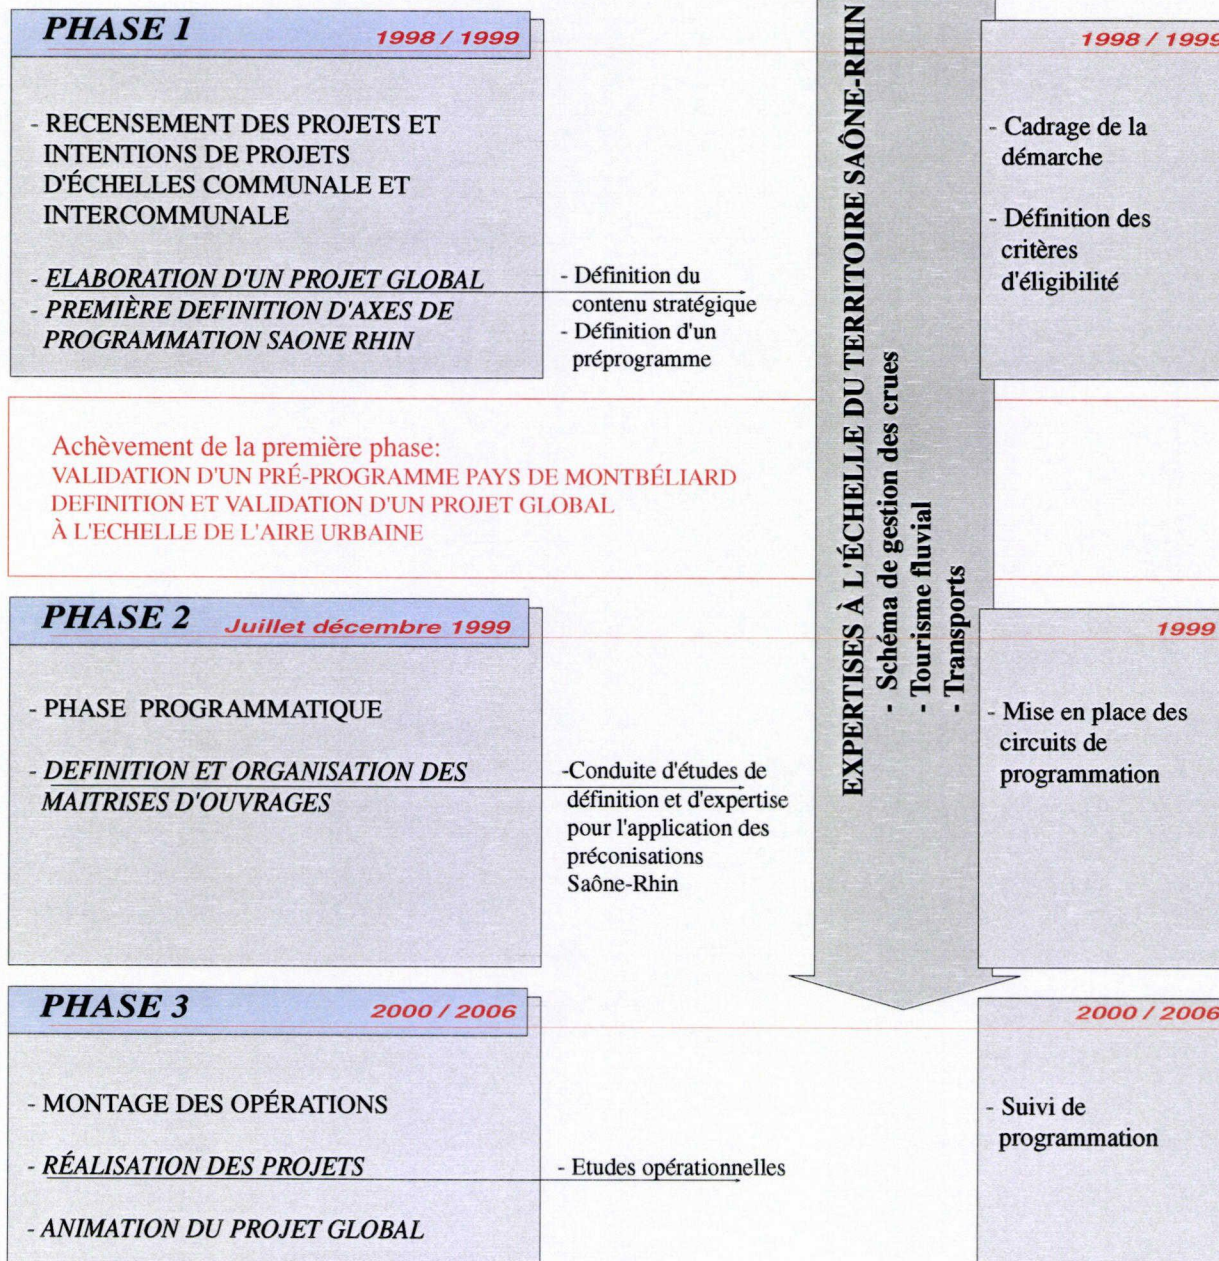 PHASE 1
1998 / 1999
- RECENSEMENT DES PROJETS ET
INTENTIONS DE PROJETS
D'ÉCHELLES COMMUNALE ET
INTERCOMMUNALE
- ELABORATION D'UN PROJET GLOBAL
- PREMIÈRE DEFINITION D'AXES DE
PROGRAMMATION SAONE RHIN
- Définition du
contenu stratégique
- Définition d'un
préprogramme
EXPERTISES À L'ÉCHELLE DU TERRITOIRE SAÔNE-RHIN
- Schéma de gestion des crues
- Tourisme fluvial
- Transports
1998 / 1999
- Cadrage de la
démarche
- Définition des
critères
d'éligibilité
Achèvement de la première phase:
VALIDATION D'UN PRÉ-PROGRAMME PAYS DE MONTBÉLIARD
DEFINITION ET VALIDATION D'UN PROJET GLOBAL
À L'ECHELLE DE L'AIRE URBAINE
PHASE 2
Juillet décembre 1999
- PHASE PROGRAMMATIQUE
- DEFINITION ET ORGANISATION DES
MAITRISES D'OUVRAGES
-Conduite d'études de
définition et d'expertise
pour l'application des
préconisations
Saône-Rhin
1999
- Mise en place des
circuits de
programmation
PHASE 3
2000 / 2006
- MONTAGE DES OPÉRATIONS
- RÉALISATION DES PROJETS
- ANIMATION DU PROJET GLOBAL
- Etudes opérationnelles
2000 / 2006
- Suivi de
programmation